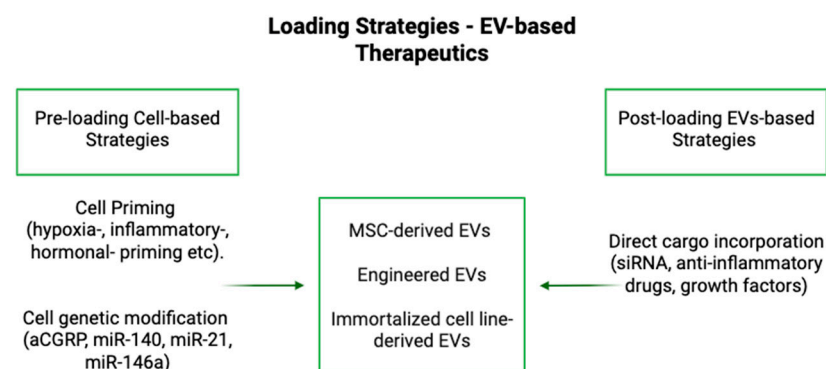 Loading Strategies - EV-based
Therapeutics
Pre-loading Cell-based
Strategies
Post-loading EVs-based
Strategies
Cell Priming
(hypoxia-, inflammatory-,
hormonal- priming etc).
Cell genetic modification
(aCGRP, miR-140, miR-21,
miR-146a)
MSC-derived EVs
Engineered EVs
Immortalized cell line-
derived EVs
Direct cargo incorporation
(siRNA, anti-inflammatory
drugs, growth factors)